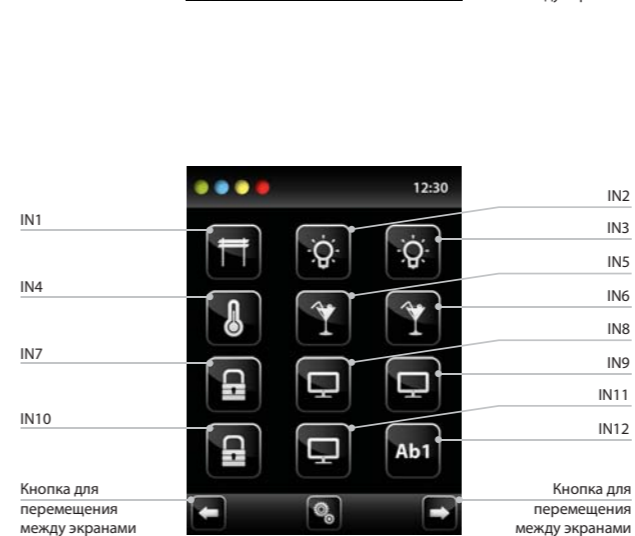 12:30
IN1
IN2
IN3
IN4
IN5
IN6
IN7
IN8
IN9
IN10
IN11
IN12
Ab1
Кнопка для
перемещения
между экранами
Кнопка для
перемещения
между экранами